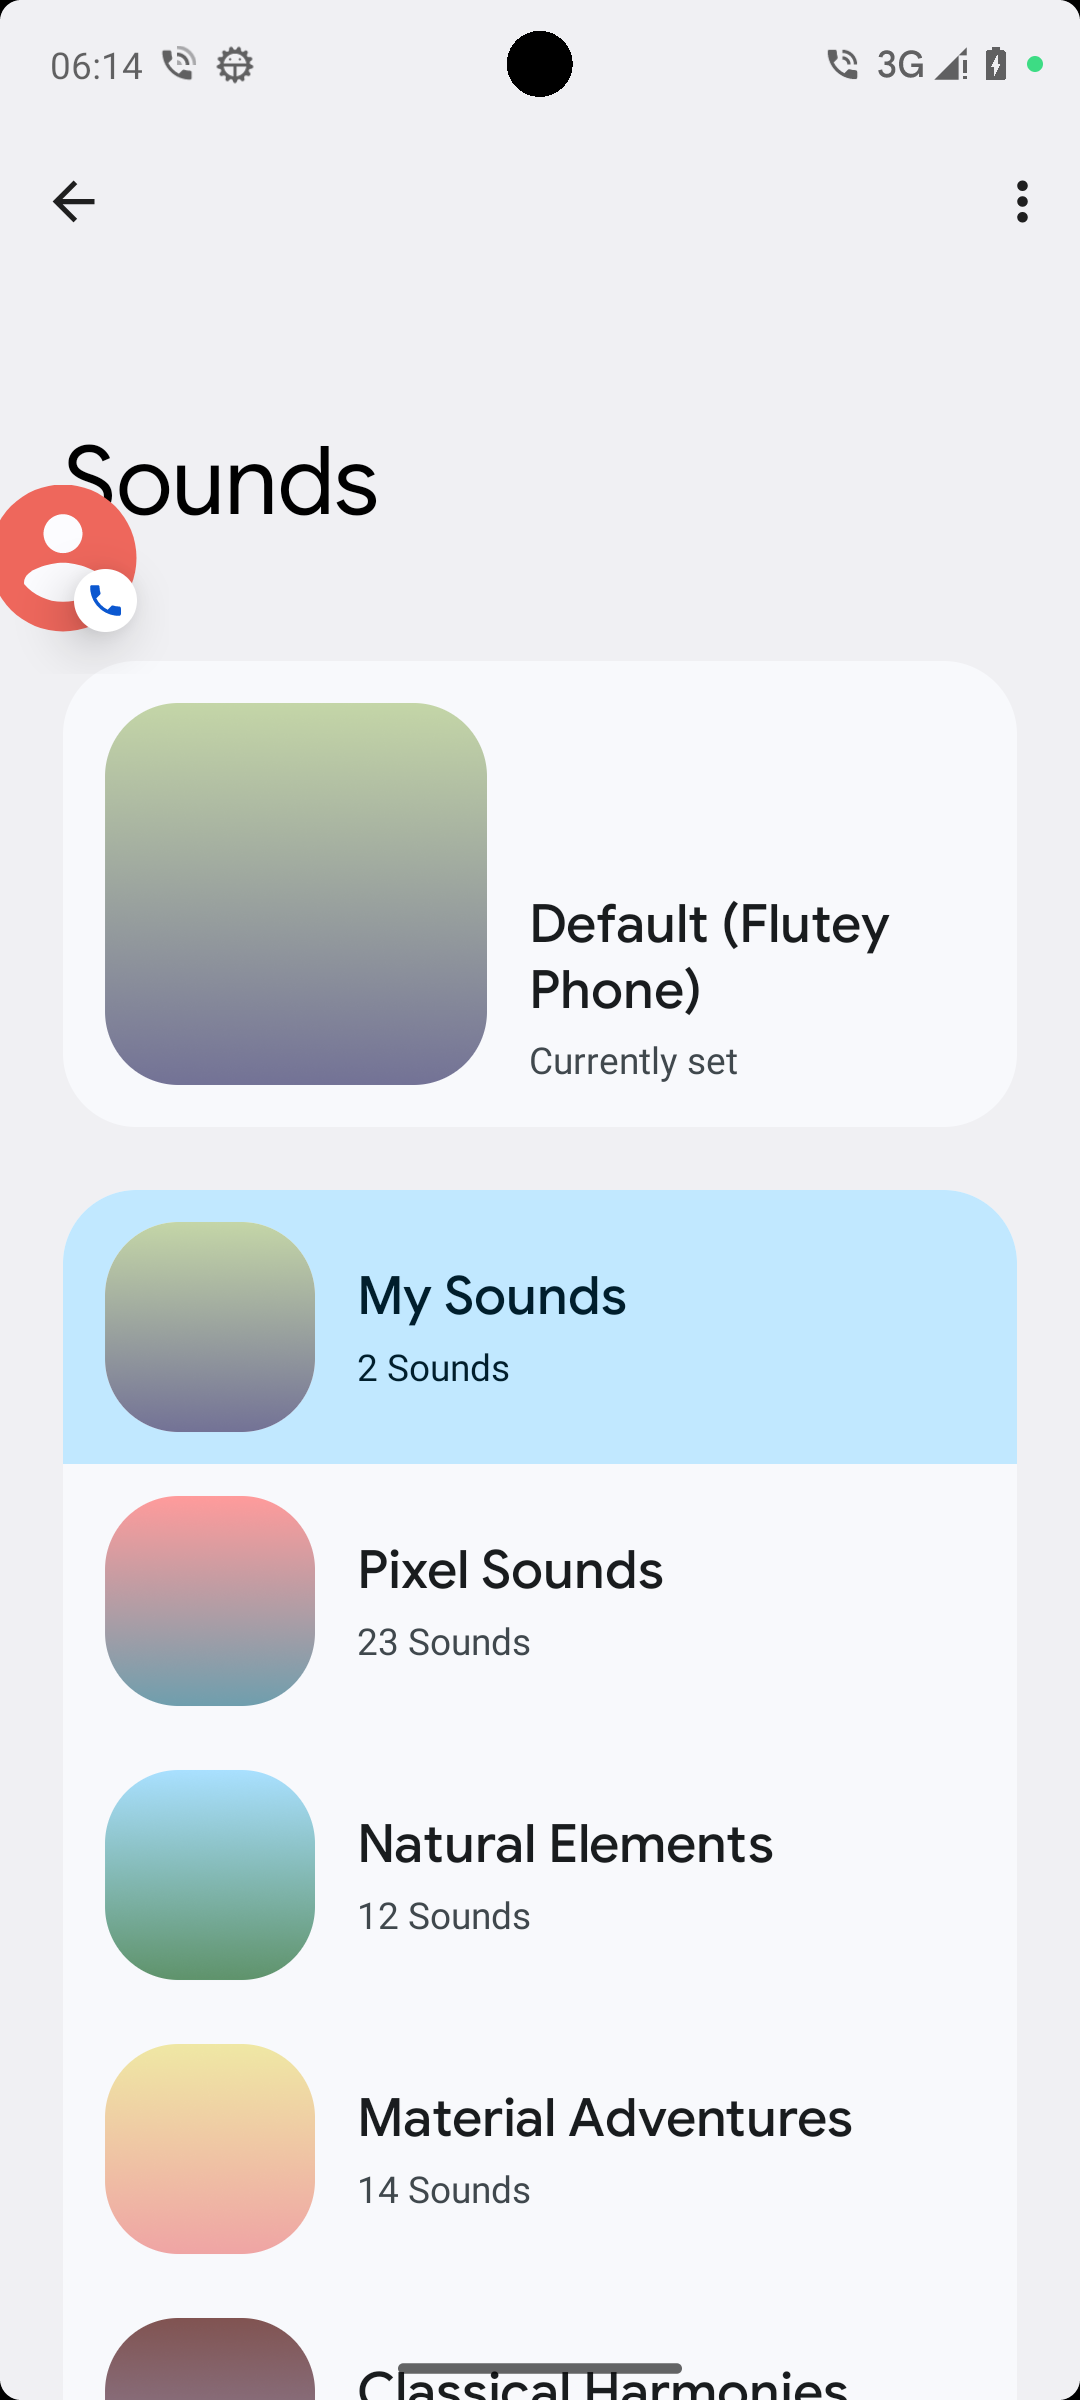 06:14
3G
Sounds
Default (Flutey
Phone)
Currently set
My Sounds
2 Sounds
Pixel Sounds
23 Sounds
Natural Elements
12 Sounds
Material Adventures
14 Sounds
Classical Harmonies